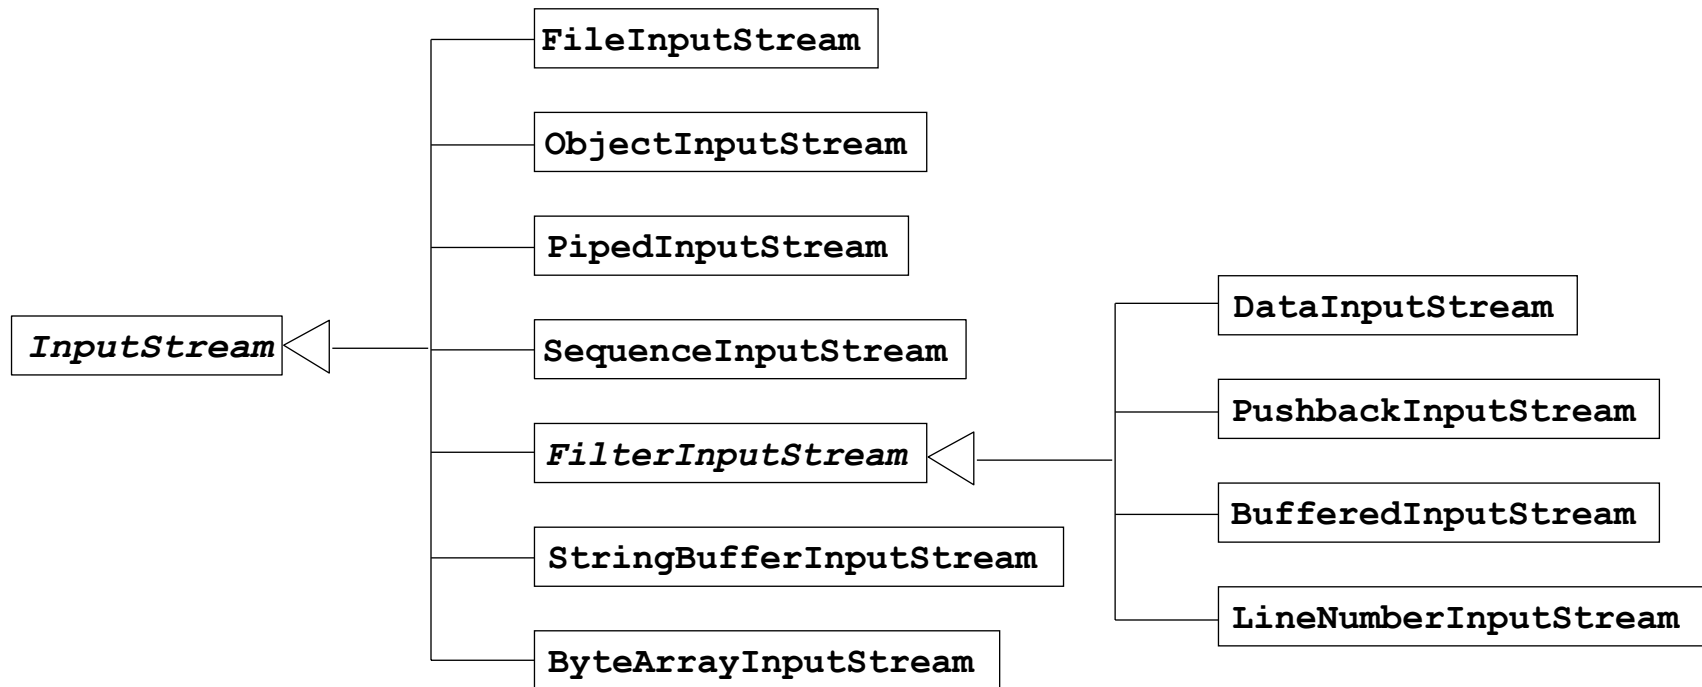 FileInputStream
ObjectInputStream
PipedInputStream
InputStream
SequenceInputStream
FilterInputStream
StringBufferInputStream
ByteArrayInputStream
DataInputStream
PushbackInputStream
BufferedInputStream
LineNumberInputStream